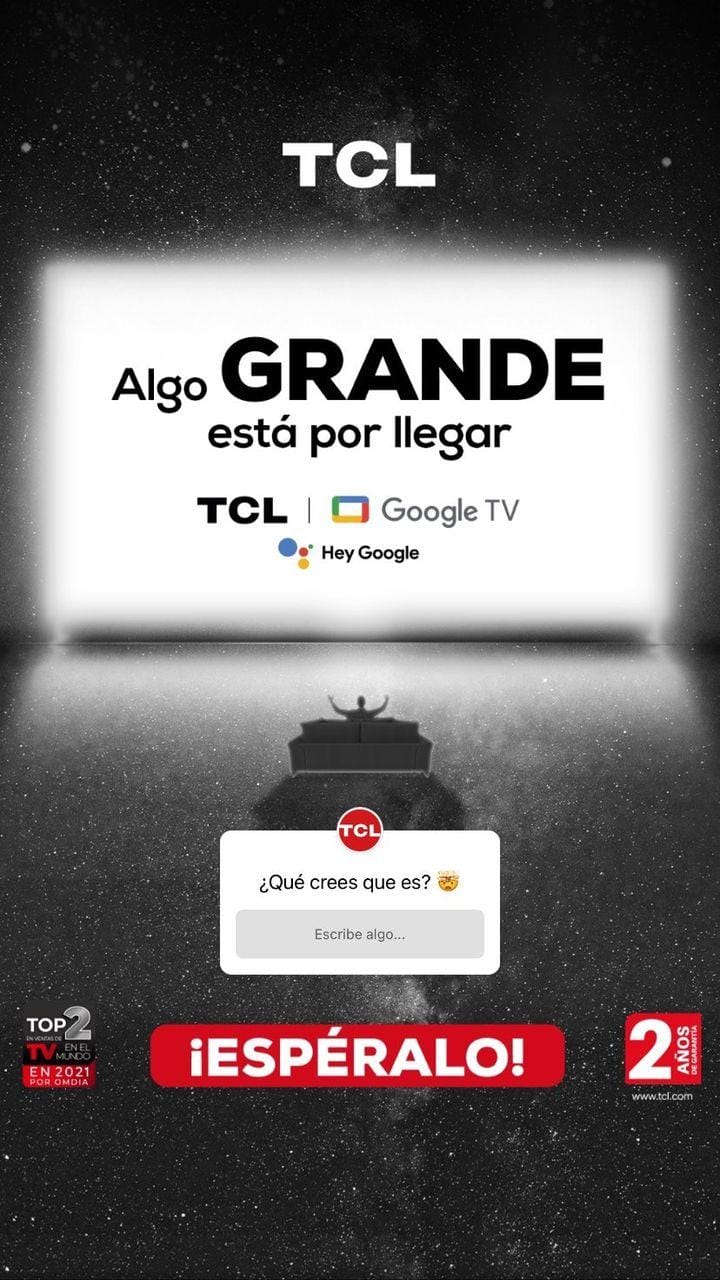 TCL
Algo GRANDE
está por llegar
TCL | Google TV
Hey Google
TCL
¿Qué crees que es? 🤯
Escribe algo...
TOP 2
EN VENTAS DE
TV EN EL
MUNDO
EN 2021
POR OMDIA
¡ESPÉRALO!
2 AÑOS
DE GARANTÍA
www.tcl.com